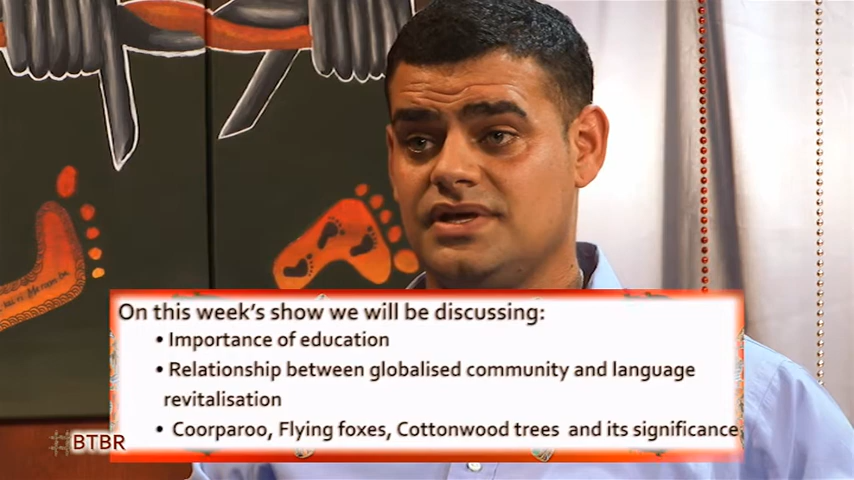 On this week's show we will be discussing:
• Importance of education
• Relationship between globalised community and language
revitalisation
• Coorparoo, Flying foxes, Cottonwood trees and its significance
#BTBR